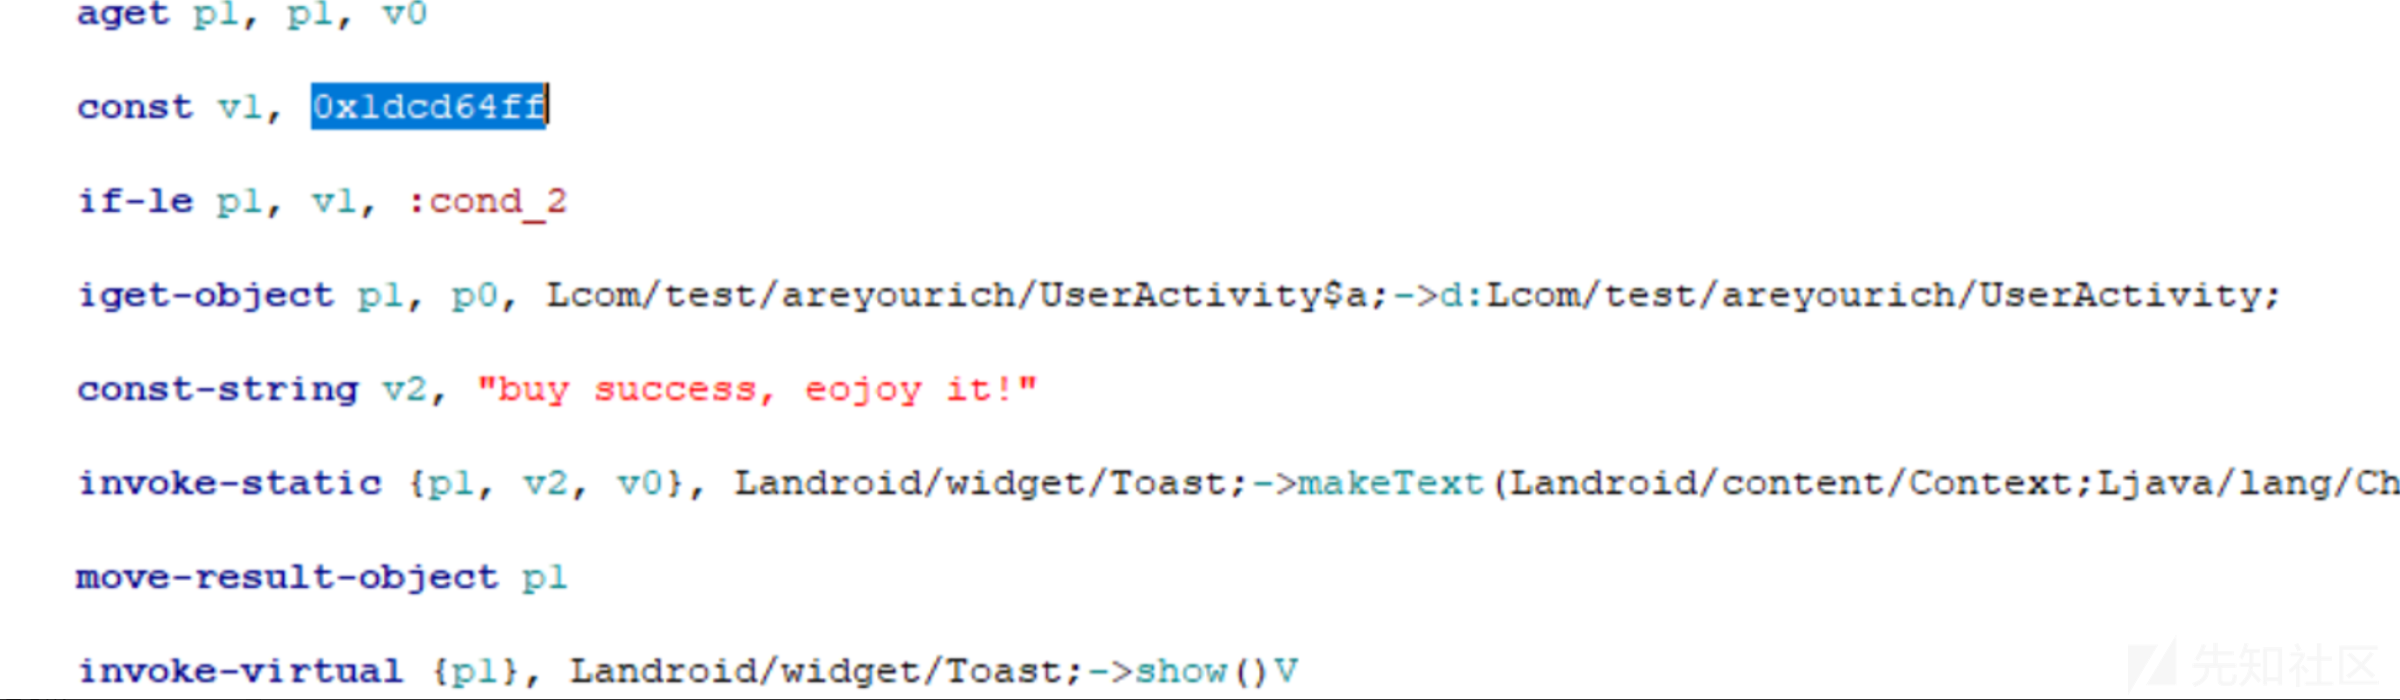 aget p1, p1, v0
const v1, 0x1dcd64ff
if-le p1, v1, :cond_2
iget-object p1, p0, Lcom/test/areyourich/UserActivity$a;->d:Lcom/test/areyourich/UserActivity;
const-string v2, "buy success, eojoy it!"
invoke-static {p1, v2, v0}, Landroid/widget/Toast;->makeText(Landroid/content/Context;Ljava/lang/Ch
move-result-object p1
invoke-virtual {p1}, Landroid/widget/Toast;->show()V
先知社区